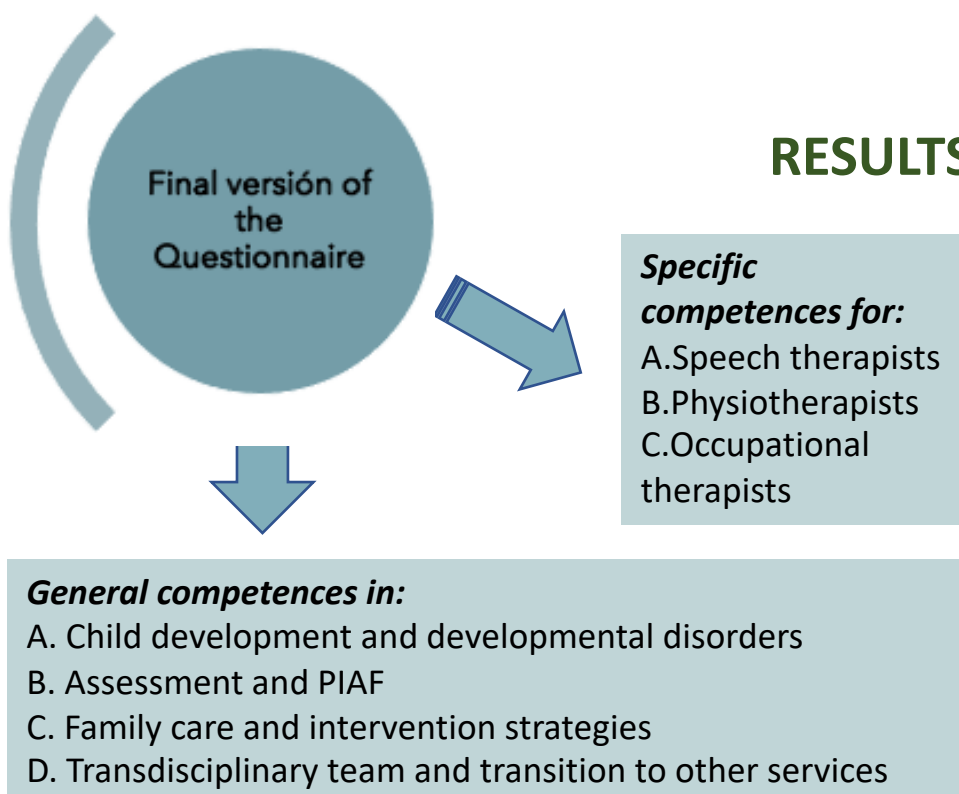 RESULTS
Final versión of
the
Questionnaire
Specific
competences for:
A.Speech therapists
B.Physiotherapists
C.Occupational
therapists
General competences in:
A. Child development and developmental disorders
B. Assessment and PIAF
C. Family care and intervention strategies
D. Transdisciplinary team and transition to other services